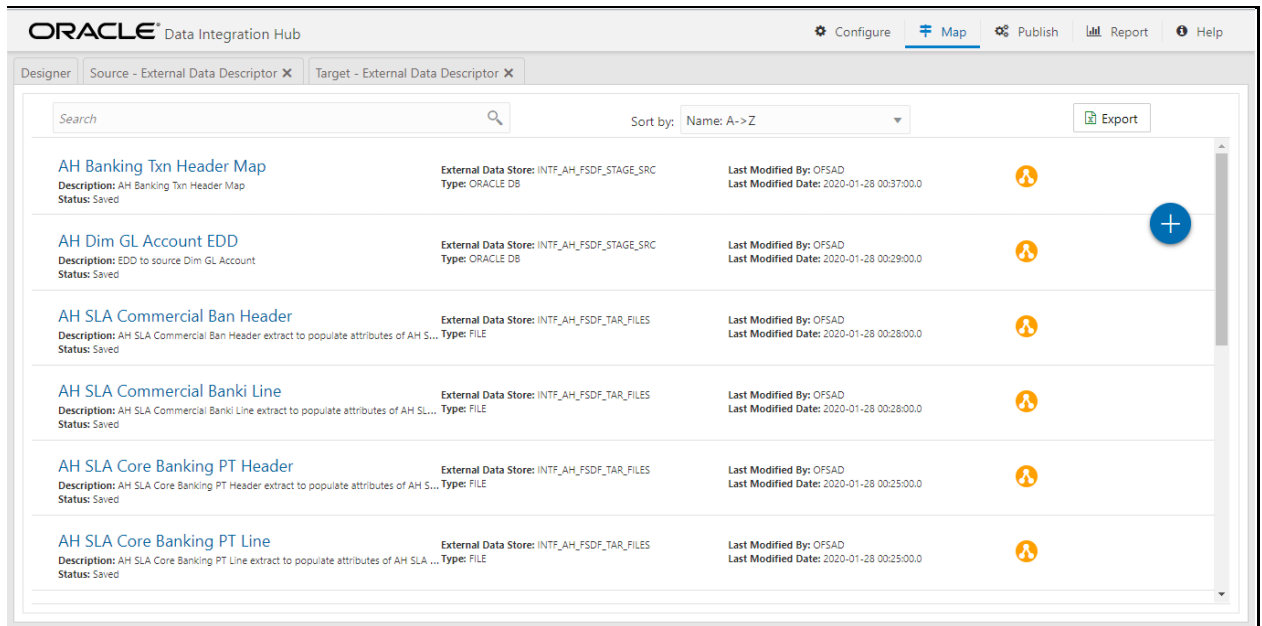 ORACLE® Data Integration Hub Configure Map Publish Report Help
Designer Source - External Data Descriptor × Target - External Data Descriptor ×
Search Sort by: Name: A->Z Export
AH Banking Txn Header Map External Data Store: INTF_AH_FSDF_STAGE_SRC Last Modified By: OFSAD
Description: AH Banking Txn Header Map Type: ORACLE DB Last Modified Date: 2020-01-28 00:37:00.0
Status: Saved
AH Dim GL Account EDD External Data Store: INTF_AH_FSDF_STAGE_SRC Last Modified By: OFSAD
Description: EDD to source Dim GL Account Type: ORACLE DB Last Modified Date: 2020-01-28 00:29:00.0
Status: Saved
AH SLA Commercial Ban Header External Data Store: INTF_AH_FSDF_TAR_FILES Last Modified By: OFSAD
Description: AH SLA Commercial Ban Header extract to populate attributes of AH S... Type: FILE Last Modified Date: 2020-01-28 00:28:00.0
Status: Saved
AH SLA Commercial Banki Line External Data Store: INTF_AH_FSDF_TAR_FILES Last Modified By: OFSAD
Description: AH SLA Commercial Banki Line extract to populate attributes of AH SL... Type: FILE Last Modified Date: 2020-01-28 00:28:00.0
Status: Saved
AH SLA Core Banking PT Header External Data Store: INTF_AH_FSDF_TAR_FILES Last Modified By: OFSAD
Description: AH SLA Core Banking PT Header extract to populate attributes of AH S... Type: FILE Last Modified Date: 2020-01-28 00:25:00.0
Status: Saved
AH SLA Core Banking PT Line External Data Store: INTF_AH_FSDF_TAR_FILES Last Modified By: OFSAD
Description: AH SLA Core Banking PT Line extract to populate attributes of AH SLA ... Type: FILE Last Modified Date: 2020-01-28 00:25:00.0
Status: Saved